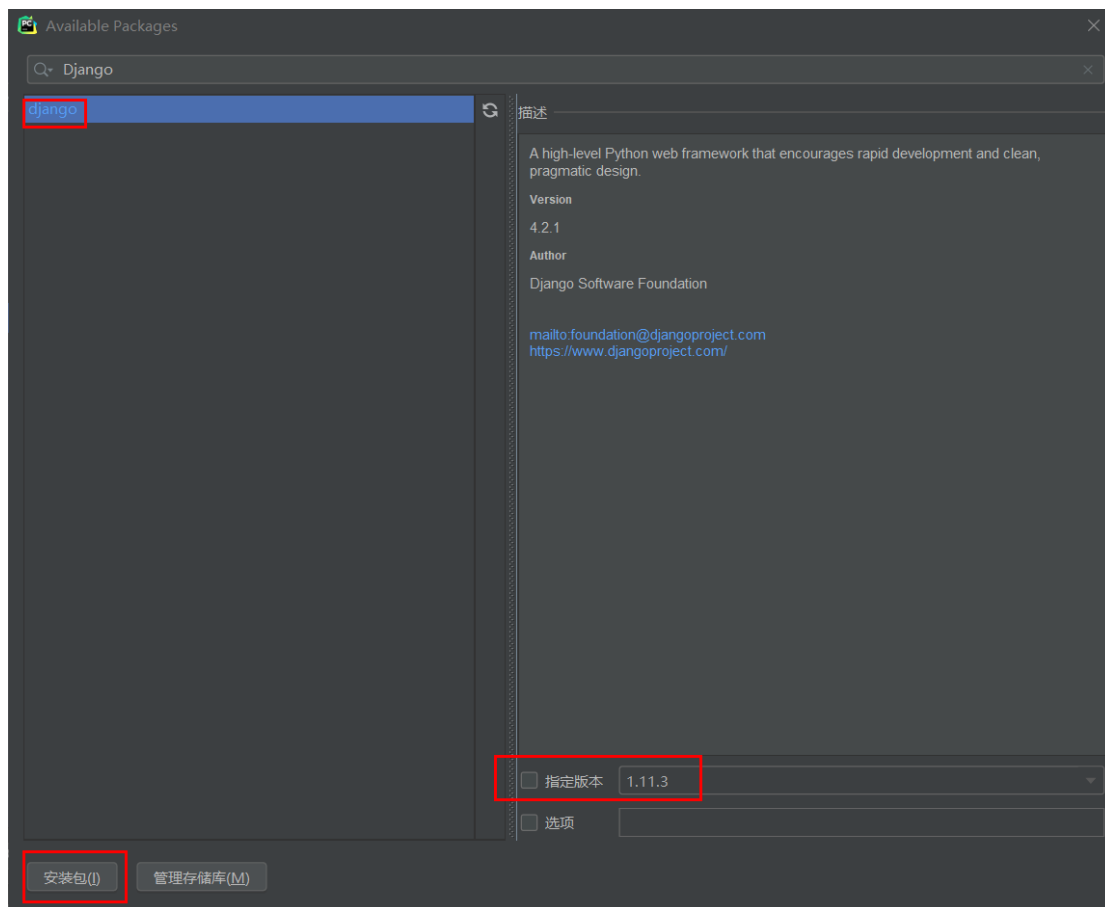 PC
Available Packages
Django
django
描述
A high-level Python web framework that encourages rapid development and clean,
pragmatic design.
Version
4.2.1
Author
Django Software Foundation
mailto:foundation@djangoproject.com
https://www.djangoproject.com/
指定版本 1.11.3
选项
安装包(I) 管理存储库(M)